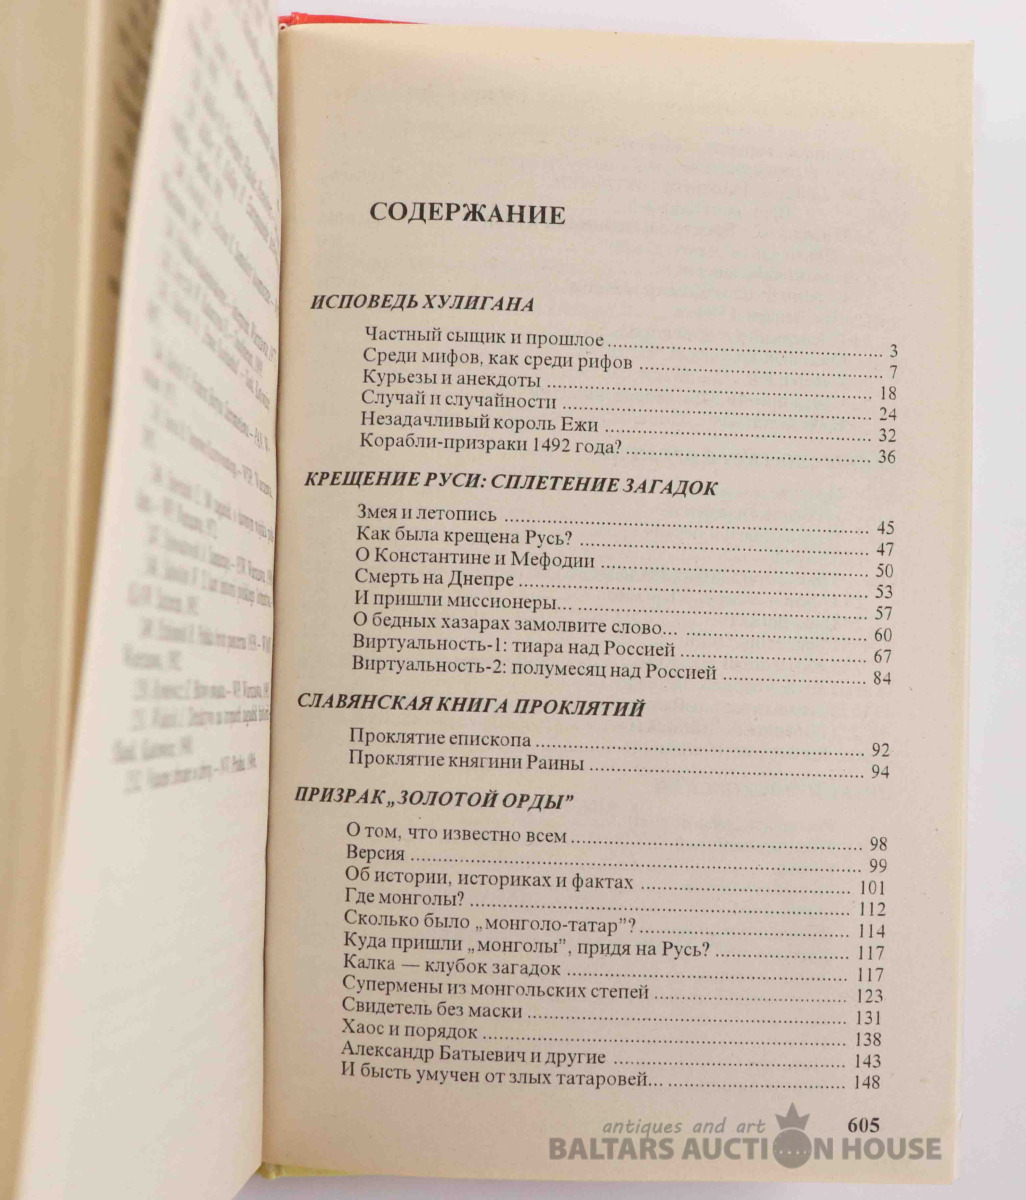 СОДЕРЖАНИЕ
ИСПОВЕДЬ ХУЛИГАНА
Частный сыщик и прошлое ........ 3
Среди мифов, как среди рифов ........ 7
Курьезы и анекдоты ........ 18
Случай и случайности ........ 24
Незадачливый король Ежи ........ 32
Корабли-призраки 1492 года? ........ 36
КРЕЩЕНИЕ РУСИ: СПЛЕТЕНИЕ ЗАГАДОК
Змея и летопись ........ 45
Как была крещена Русь? ........ 47
О Константине и Мефодии ........ 50
Смерть на Днепре ........ 53
И пришли миссионеры... ........ 57
О бедных хазарах замолвите слово... ........ 60
Виртуальность-1: тиара над Россией ........ 67
Виртуальность-2: полумесяц над Россией ........ 84
СЛАВЯНСКАЯ КНИГА ПРОКЛЯТИЙ
Проклятие епископа ........ 92
Проклятие княгини Раины ........ 94
ПРИЗРАК „ЗОЛОТОЙ ОРДЫ”
О том, что известно всем ........ 98
Версия ........ 99
Об истории, историках и фактах ........ 101
Где монголы? ........ 112
Сколько было „монголо-татар”? ........ 114
Куда пришли „монголы”, придя на Русь? ........ 117
Калка — клубок загадок ........ 117
Супермены из монгольских степей ........ 123
Свидетель без маски ........ 131
Хаос и порядок ........ 138
Александр Батыевич и другие ........ 143
И бысть умучен от злых татаровей... ........ 148
605
antiques and art
BALTARS AUCTION HOUSE